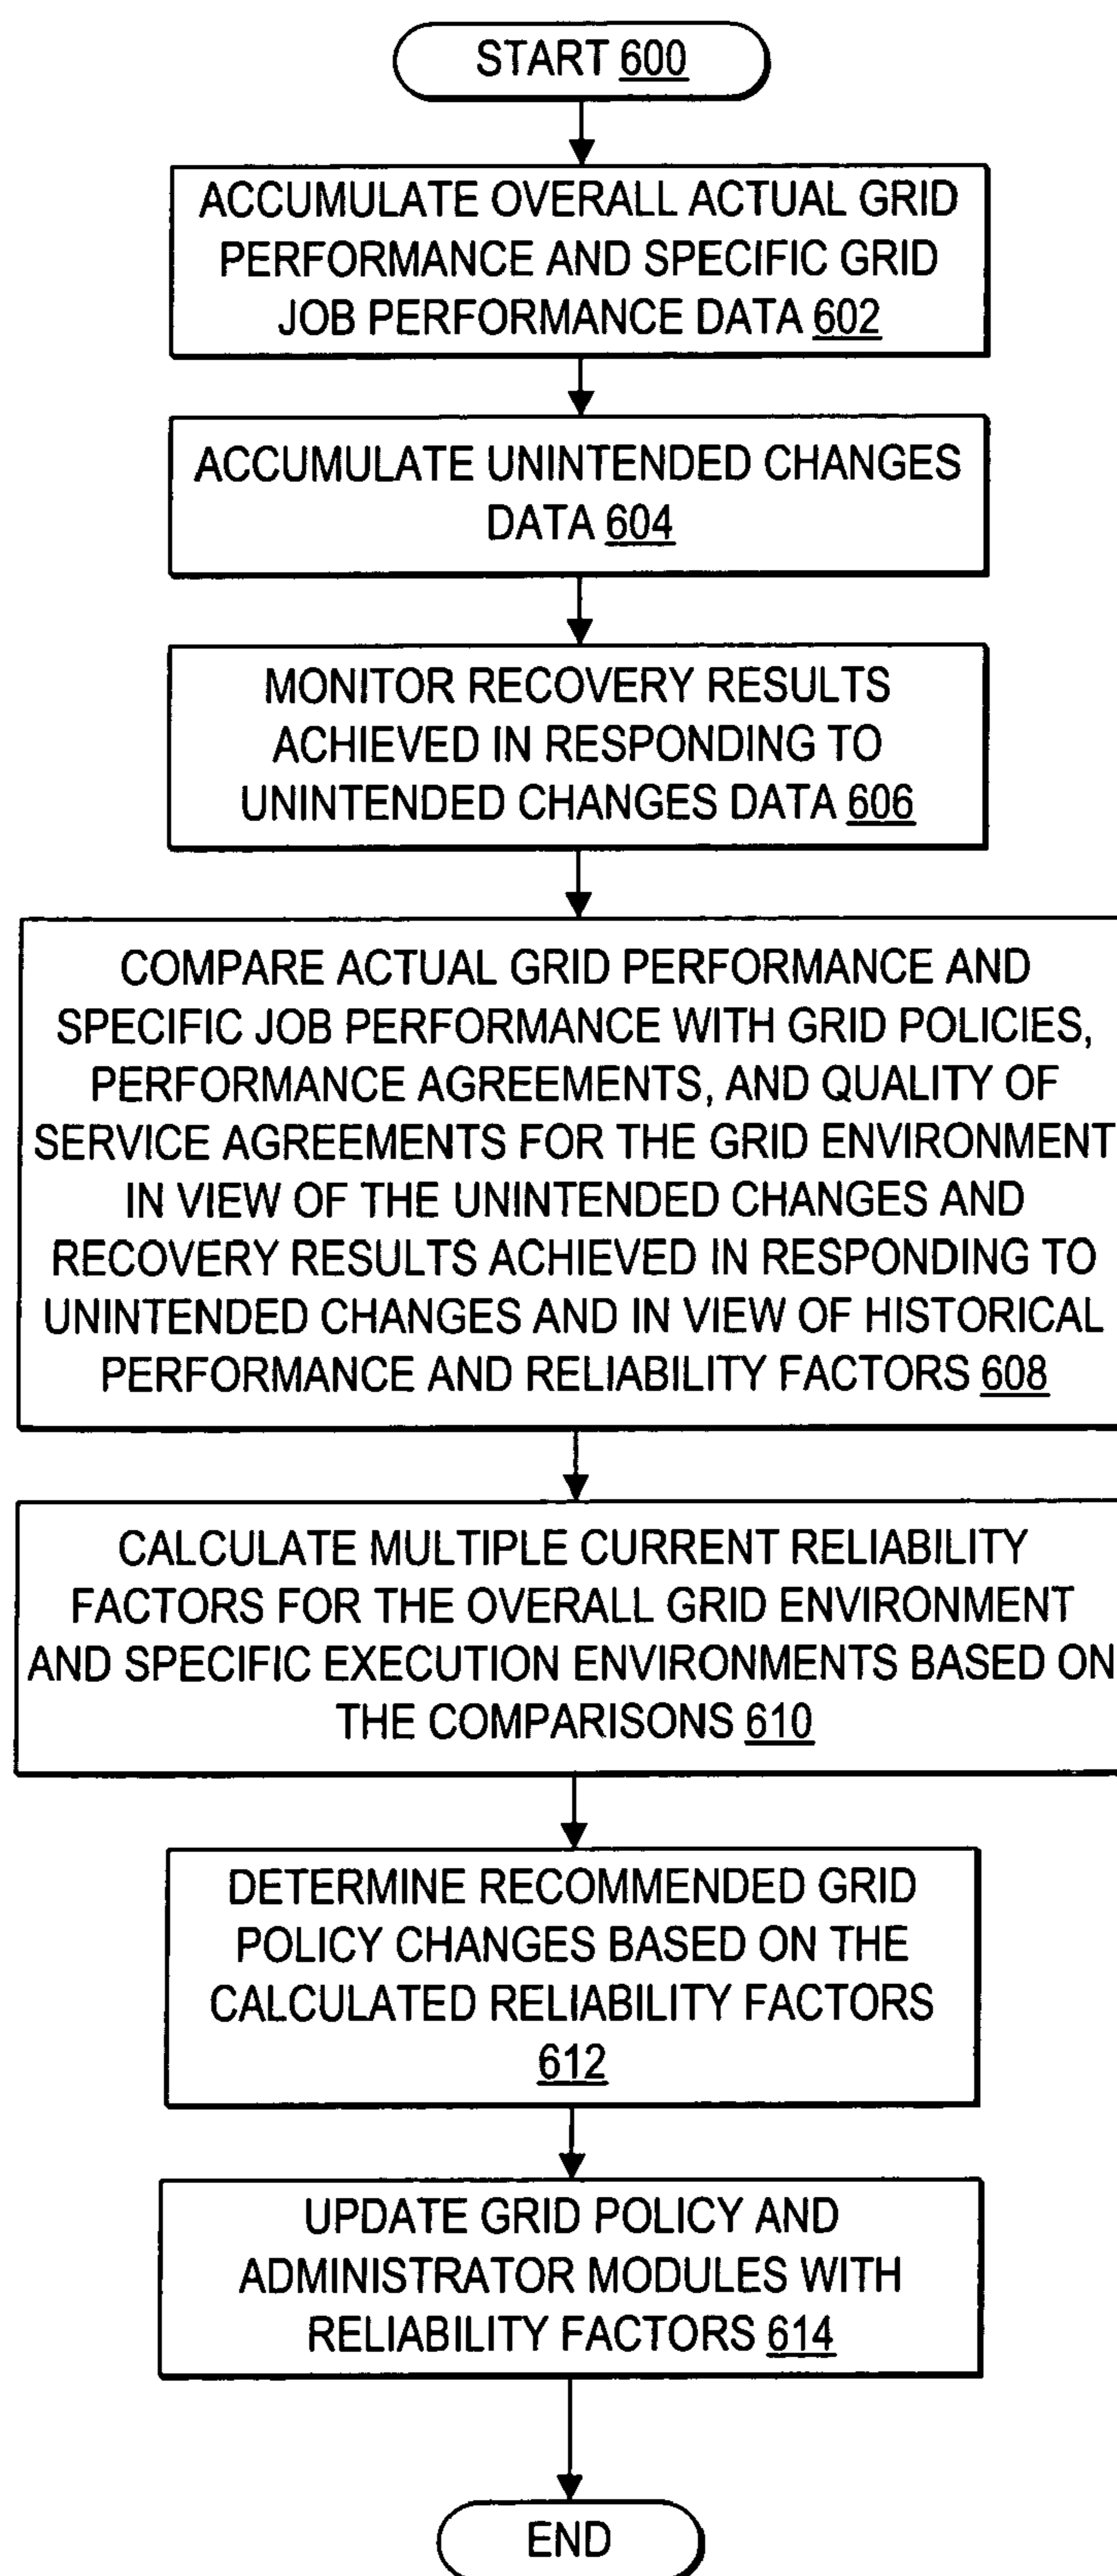 START 600
ACCUMULATE OVERALL ACTUAL GRID
PERFORMANCE AND SPECIFIC GRID
JOB PERFORMANCE DATA 602
ACCUMULATE UNINTENDED CHANGES
DATA 604
MONITOR RECOVERY RESULTS
ACHIEVED IN RESPONDING TO
UNINTENDED CHANGES DATA 606
COMPARE ACTUAL GRID PERFORMANCE AND
SPECIFIC JOB PERFORMANCE WITH GRID POLICIES,
PERFORMANCE AGREEMENTS, AND QUALITY OF
SERVICE AGREEMENTS FOR THE GRID ENVIRONMENT
IN VIEW OF THE UNINTENDED CHANGES AND
RECOVERY RESULTS ACHIEVED IN RESPONDING TO
UNINTENDED CHANGES AND IN VIEW OF HISTORICAL
PERFORMANCE AND RELIABILITY FACTORS 608
CALCULATE MULTIPLE CURRENT RELIABILITY
FACTORS FOR THE OVERALL GRID ENVIRONMENT
AND SPECIFIC EXECUTION ENVIRONMENTS BASED ON
THE COMPARISONS 610
DETERMINE RECOMMENDED GRID
POLICY CHANGES BASED ON THE
CALCULATED RELIABILITY FACTORS
612
UPDATE GRID POLICY AND
ADMINISTRATOR MODULES WITH
RELIABILITY FACTORS 614
END